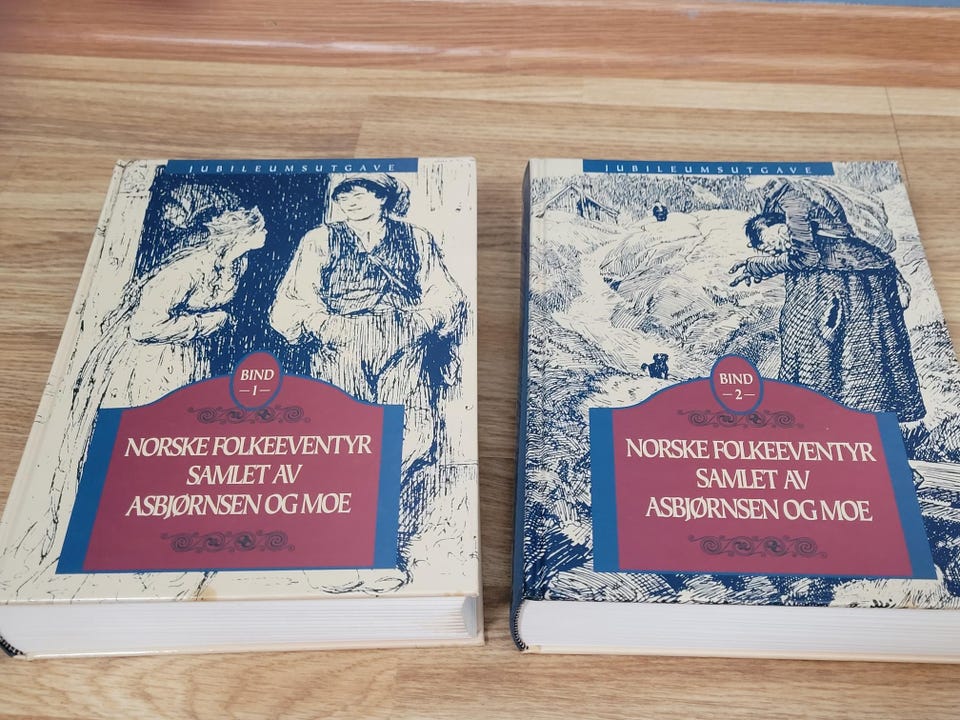 JUBILEUMSUTGAVE
BIND
-1-
NORSKE FOLKEEVENTYR
SAMLET AV
ASBJØRNSEN OG MOE
JUBILEUMSUTGAVE
BIND
-2-
NORSKE FOLKEEVENTYR
SAMLET AV
ASBJØRNSEN OG MOE